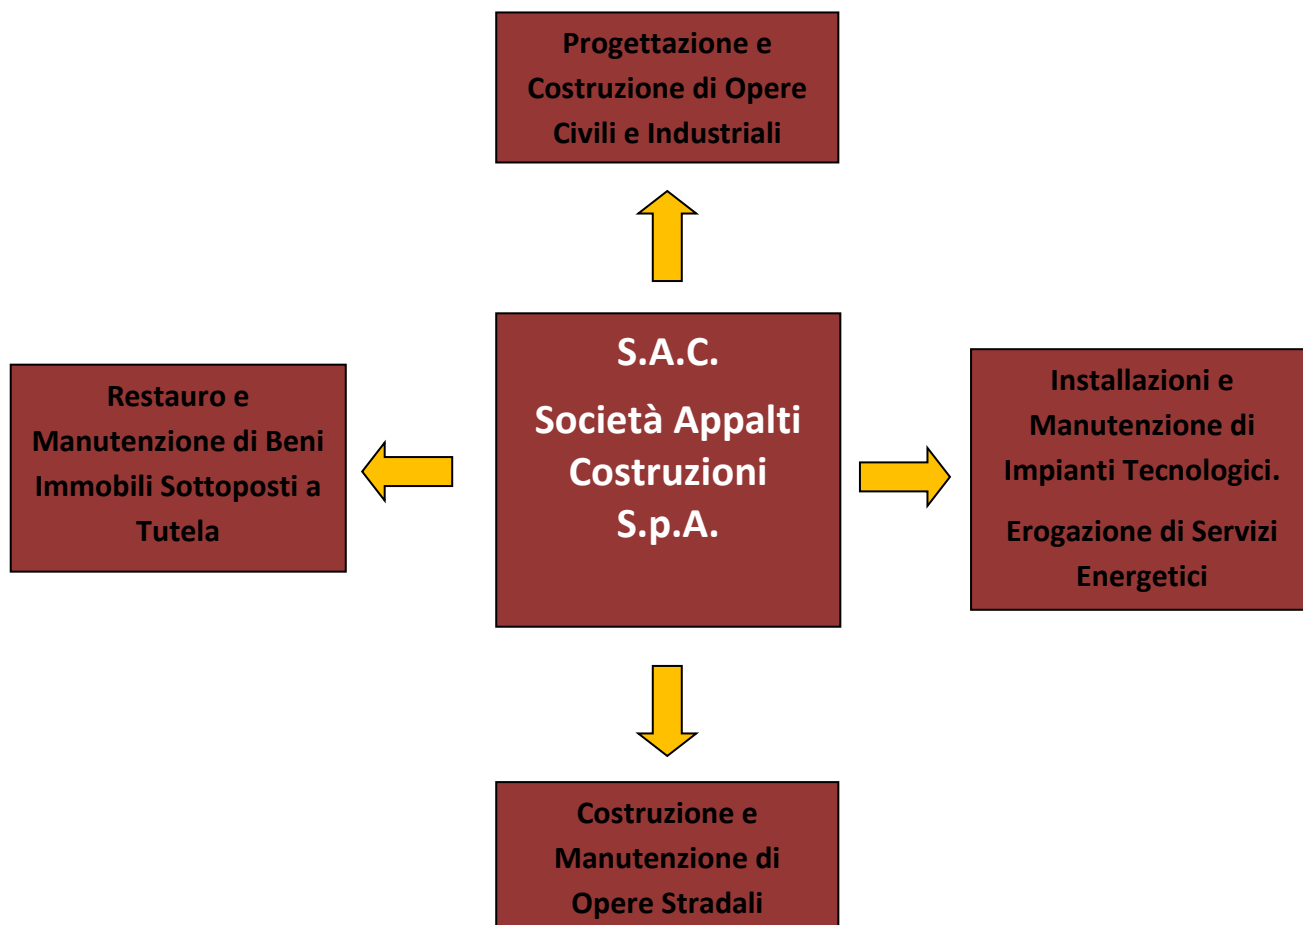 Progettazione e
Costruzione di Opere
Civili e Industriali
S.A.C.
Società Appalti
Costruzioni
S.p.A.
Restauro e
Manutenzione di Beni
Immobili Sottoposti a
Tutela
Installazioni e
Manutenzione di
Impianti Tecnologici.
Erogazione di Servizi
Energetici
Costruzione e
Manutenzione di
Opere Stradali